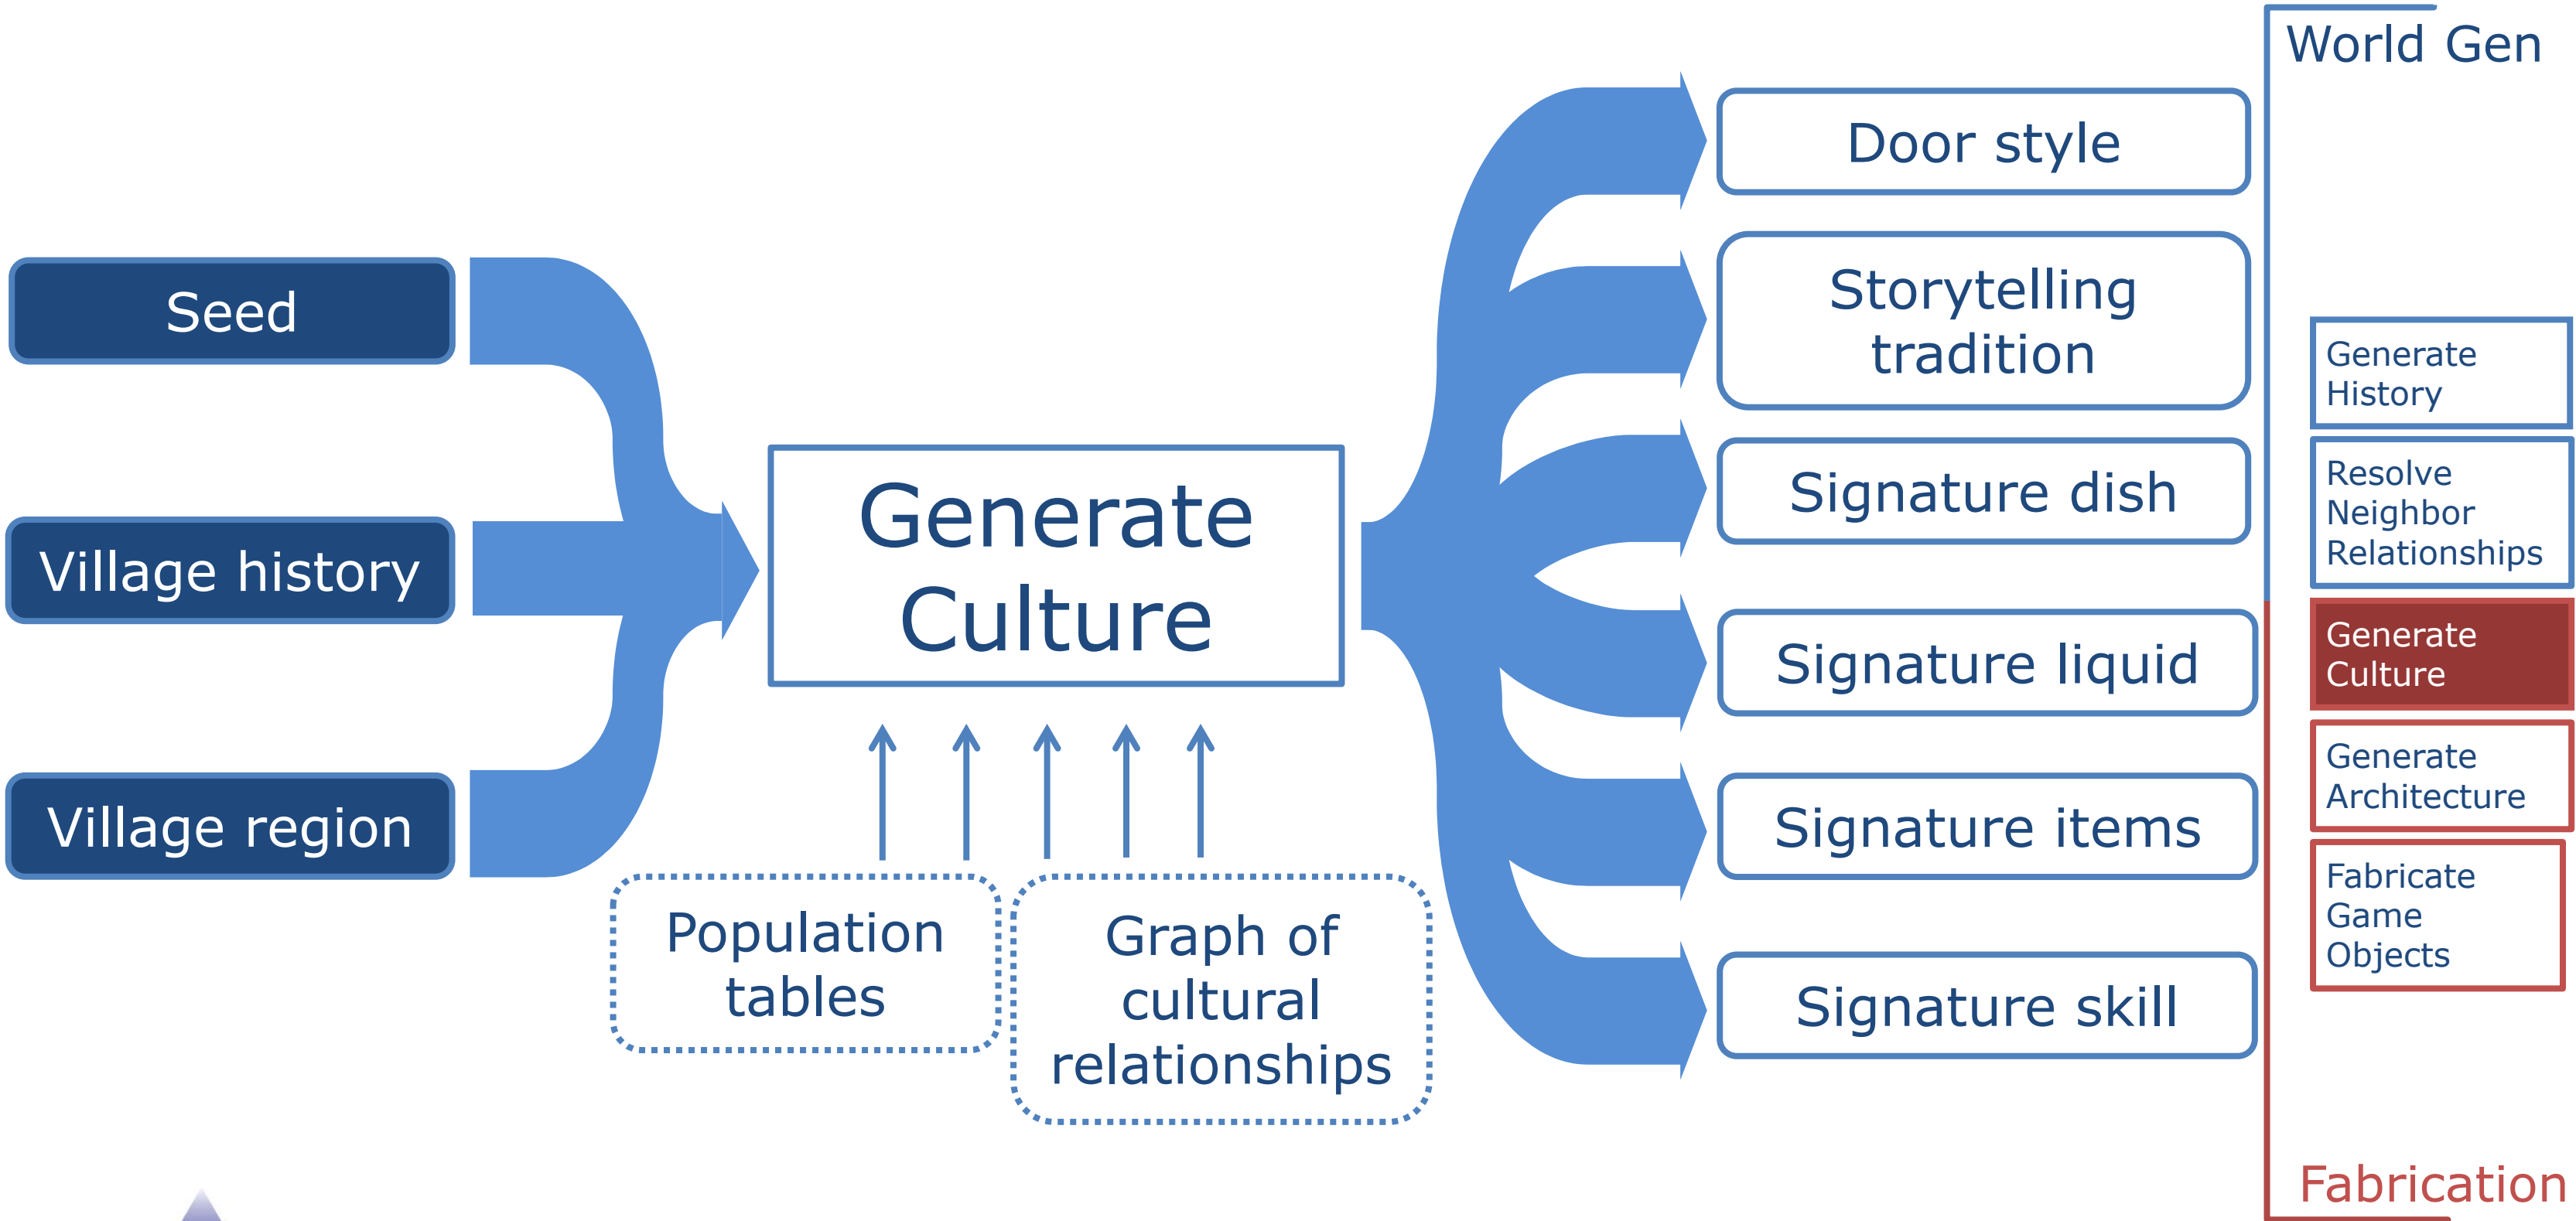 World Gen
Seed
Village history
Village region
Generate
Culture
Population
tables
Graph of
cultural
relationships
Door style
Storytelling
tradition
Signature dish
Signature liquid
Signature items
Signature skill
Generate
History
Resolve
Neighbor
Relationships
Generate
Culture
Generate
Architecture
Fabricate
Game
Objects
Fabrication